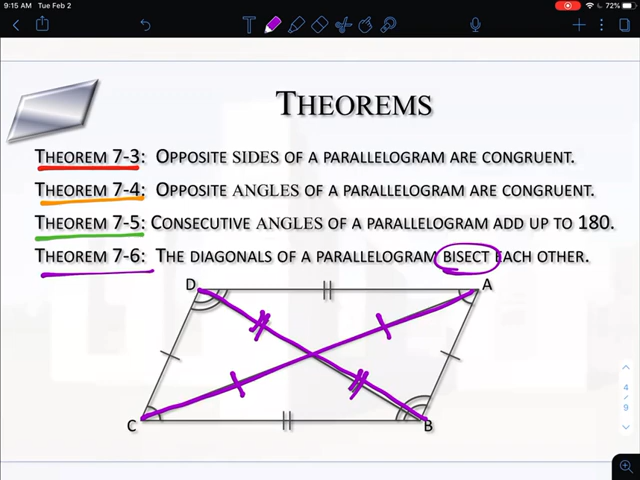 9:15 AM Tue Feb 2
72%
THEOREMS
THEOREM 7-3: OPPOSITE SIDES OF A PARALLELOGRAM ARE CONGRUENT.
THEOREM 7-4: OPPOSITE ANGLES OF A PARALLELOGRAM ARE CONGRUENT.
THEOREM 7-5: CONSECUTIVE ANGLES OF A PARALLELOGRAM ADD UP TO 180.
THEOREM 7-6: THE DIAGONALS OF A PARALLELOGRAM BISECT EACH OTHER.
D A
C B
4
/
9